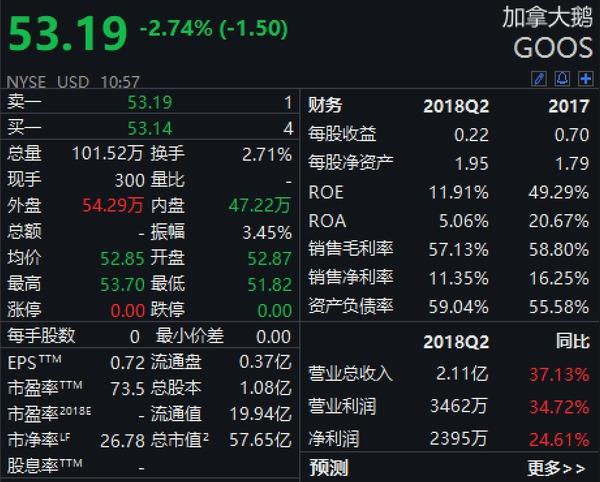 53.19 -2.74% (-1.50) 加拿大鹅
GOOS
NYSE USD 10:57
卖一 53.19 1
买一 53.14 4
总量 101.52万 换手 2.71%
现手 300 量比 -
外盘 54.29万 内盘 47.22万
总额 - 振幅 3.45%
均价 52.85 开盘 52.87
最高 53.70 最低 51.82
涨停 0.00 跌停 0.00
每手股数 0 最小价差 0.00
EPSTTM 0.72 流通盘 0.37亿
市盈率TTM 73.5 总股本 1.08亿
市盈率2018E - 流通值 19.94亿
市净率LF 26.78 总市值2 57.65亿
股息率TTM -
财务 2018Q2 2017
每股收益 0.22 0.70
每股净资产 1.95 1.79
ROE 11.91% 49.29%
ROA 5.06% 20.67%
销售毛利率 57.13% 58.80%
销售净利率 11.35% 16.25%
资产负债率 59.04% 55.58%
2018Q2 同比
营业总收入 2.11亿 37.13%
营业利润 3462万 34.72%
净利润 2395万 24.61%
预测 更多>>